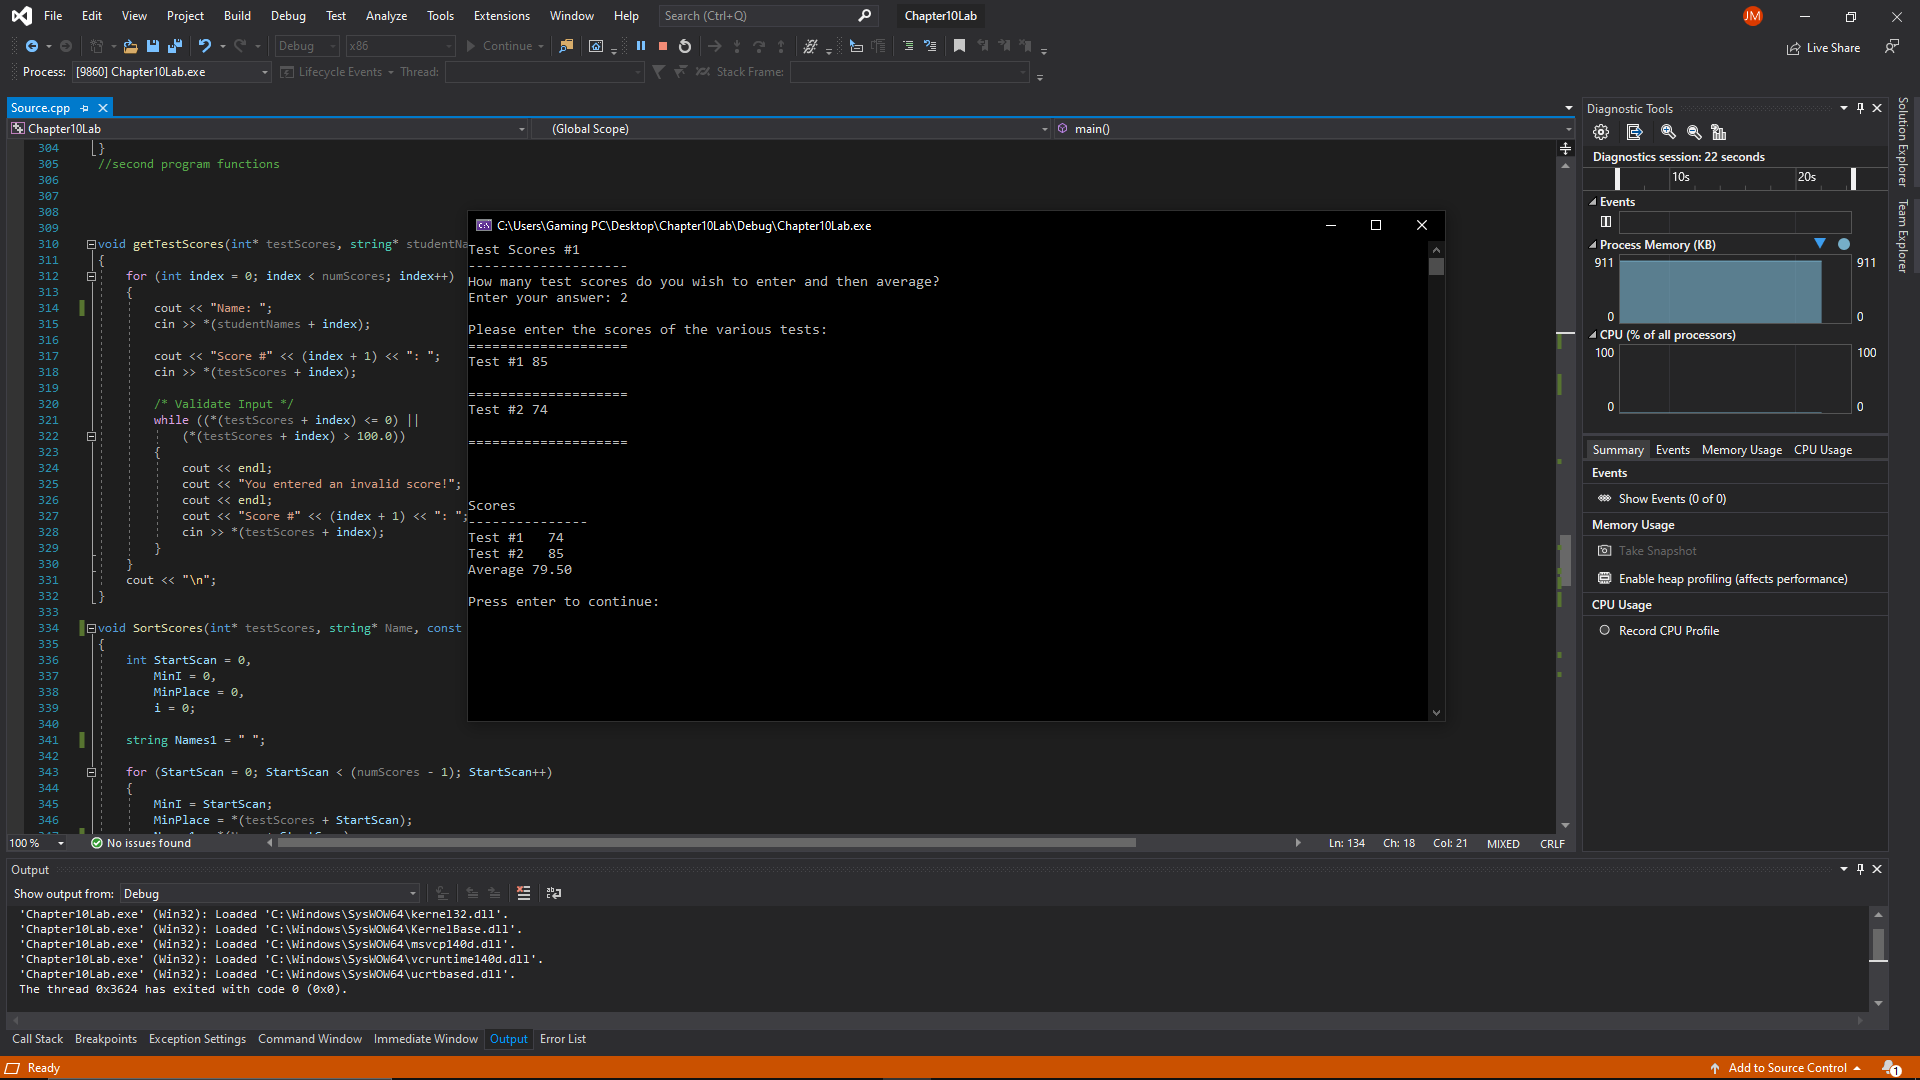 File Edit View Project Build Debug Test Analyze Tools Extensions Window Help Search (Ctrl+Q) Chapter10Lab JM
Debug x86 Continue Live Share
Process: [9860] Chapter10Lab.exe Lifecycle Events Thread: Stack Frame:
Source.cpp
Chapter10Lab (Global Scope) main()
304 }
305 //second program functions
306
307
308
309
310 void getTestScores(int* testScores, string* studentNa
311 {
312 for (int index = 0; index < numScores; index++)
313 {
314 cout << "Name: ";
315 cin >> *(studentNames + index);
316
317 cout << "Score #" << (index + 1) << ": ";
318 cin >> *(testScores + index);
319
320 /* Validate Input */
321 while ((*(testScores + index) <= 0) ||
322 (*(testScores + index) > 100.0))
323 {
324 cout << endl;
325 cout << "You entered an invalid score!";
326 cout << endl;
327 cout << "Score #" << (index + 1) << ": ";
328 cin >> *(testScores + index);
329 }
330 }
331 cout << "\n";
332 }
333
334 void SortScores(int* testScores, string* Name, const
335 {
336 int StartScan = 0,
337 MinI = 0,
338 MinPlace = 0,
339 i = 0;
340
341 string Names1 = " ";
342
343 for (StartScan = 0; StartScan < (numScores - 1); StartScan++)
344 {
345 MinI = StartScan;
346 MinPlace = *(testScores + StartScan);
C:\Users\Gaming PC\Desktop\Chapter10Lab\Debug\Chapter10Lab.exe
Test Scores #1
--------------------
How many test scores do you wish to enter and then average?
Enter your answer: 2
Please enter the scores of the various tests:
====================
Test #1 85
====================
Test #2 74
====================
Scores
---------------
Test #1 74
Test #2 85
Average 79.50
Press enter to continue:
100 % No issues found Ln: 134 Ch: 18 Col: 21 MIXED CRLF
Diagnostic Tools
Diagnostics session: 22 seconds
10s 20s
Events
Process Memory (KB)
911 911
0 0
CPU (% of all processors)
100 100
0 0
Summary Events Memory Usage CPU Usage
Events
Show Events (0 of 0)
Memory Usage
Take Snapshot
Enable heap profiling (affects performance)
CPU Usage
Record CPU Profile
Solution Explorer
Team Explorer
Output
Show output from: Debug
'Chapter10Lab.exe' (Win32): Loaded 'C:\Windows\SysWOW64\kernel32.dll'.
'Chapter10Lab.exe' (Win32): Loaded 'C:\Windows\SysWOW64\KernelBase.dll'.
'Chapter10Lab.exe' (Win32): Loaded 'C:\Windows\SysWOW64\msvcp140d.dll'.
'Chapter10Lab.exe' (Win32): Loaded 'C:\Windows\SysWOW64\vcruntime140d.dll'.
'Chapter10Lab.exe' (Win32): Loaded 'C:\Windows\SysWOW64\ucrtbased.dll'.
The thread 0x3624 has exited with code 0 (0x0).
Call Stack Breakpoints Exception Settings Command Window Immediate Window Output Error List
Ready Add to Source Control 1